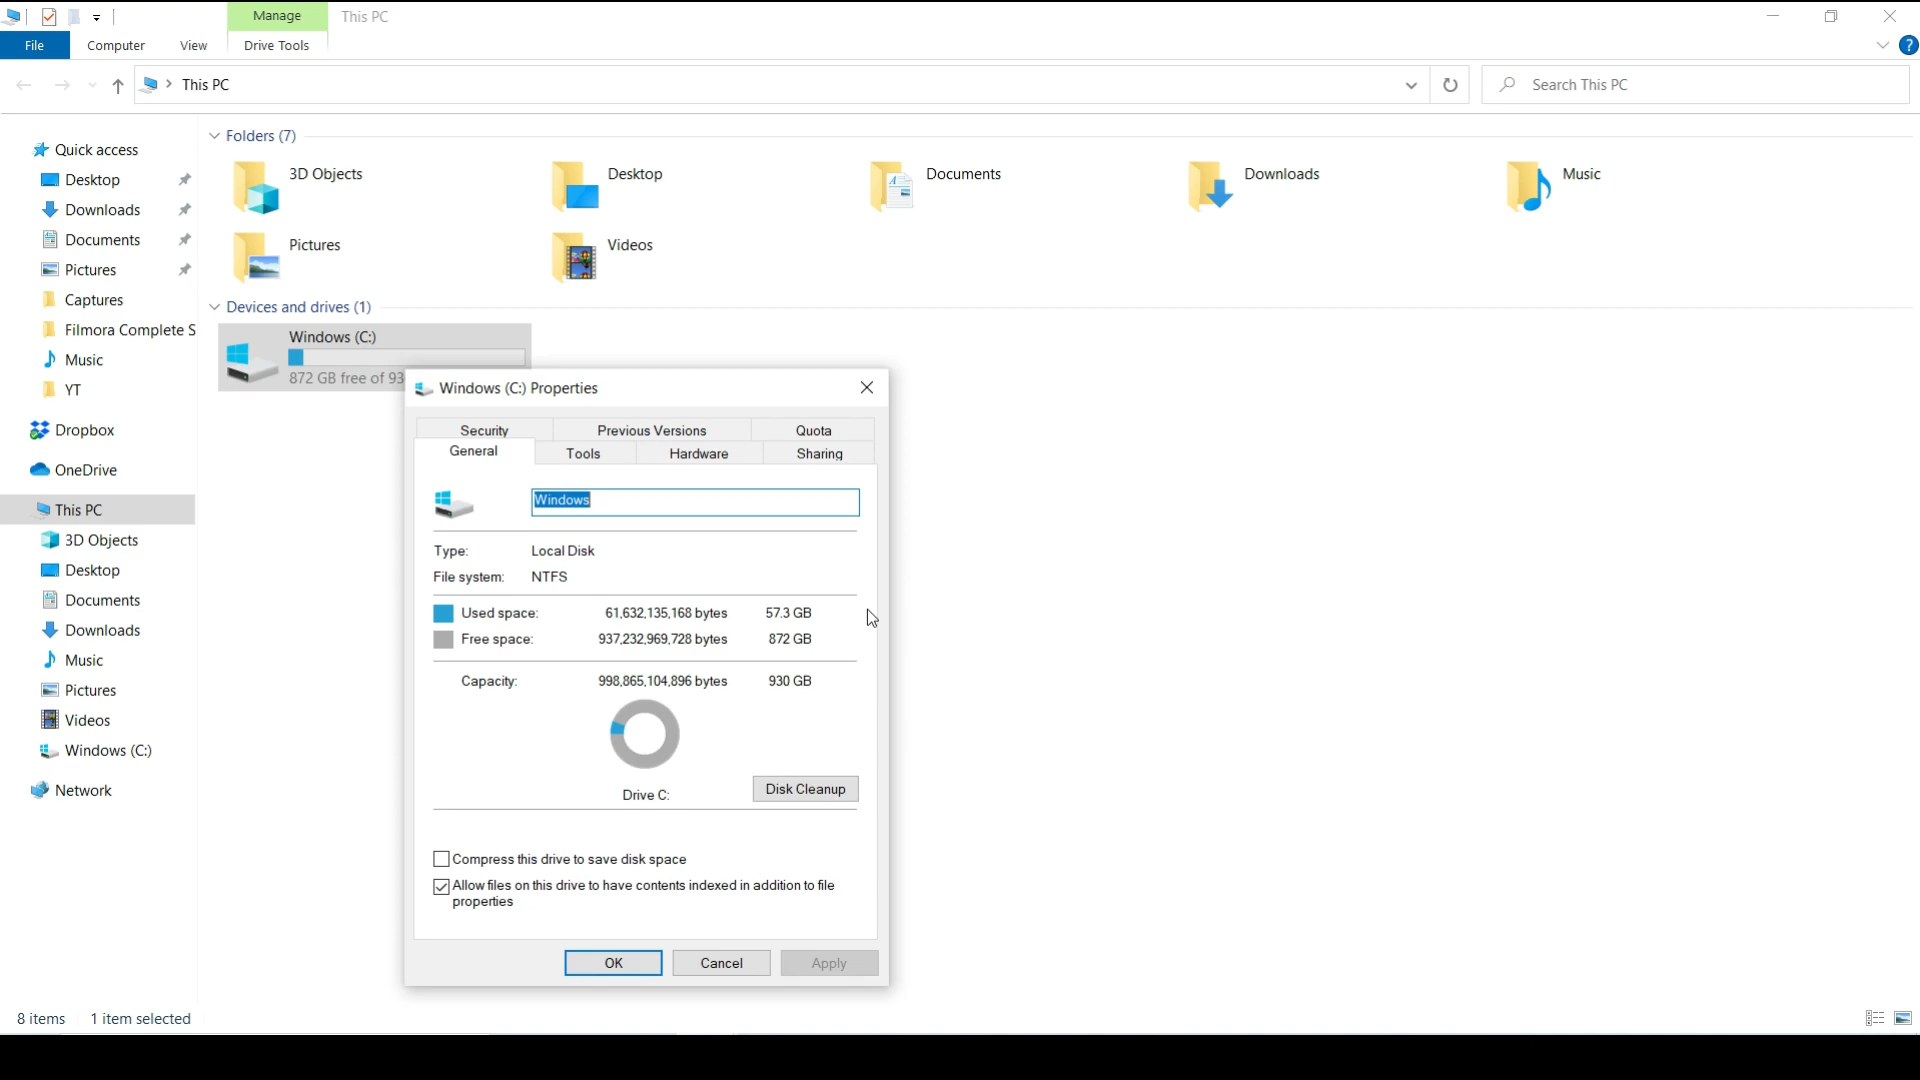 Manage
This PC
File
Computer
View
Drive Tools
?
This PC
Search This PC
Quick access
Desktop
Downloads
Documents
Pictures
Captures
Filmora Complete S
Music
YT
Dropbox
OneDrive
This PC
3D Objects
Desktop
Documents
Downloads
Music
Pictures
Videos
Windows (C:)
Network
Folders (7)
3D Objects
Desktop
Documents
Downloads
Music
Pictures
Videos
Devices and drives (1)
Windows (C:)
872 GB free of 93
Windows (C:) Properties
Security
Previous Versions
Quota
General
Tools
Hardware
Sharing
Windows
Type: Local Disk
File system: NTFS
Used space: 61,632,135,168 bytes 57.3 GB
Free space: 937,232,969,728 bytes 872 GB
Capacity: 998,865,104,896 bytes 930 GB
Drive C:
Disk Cleanup
Compress this drive to save disk space
Allow files on this drive to have contents indexed in addition to file
properties
OK
Cancel
Apply
8 items
1 item selected